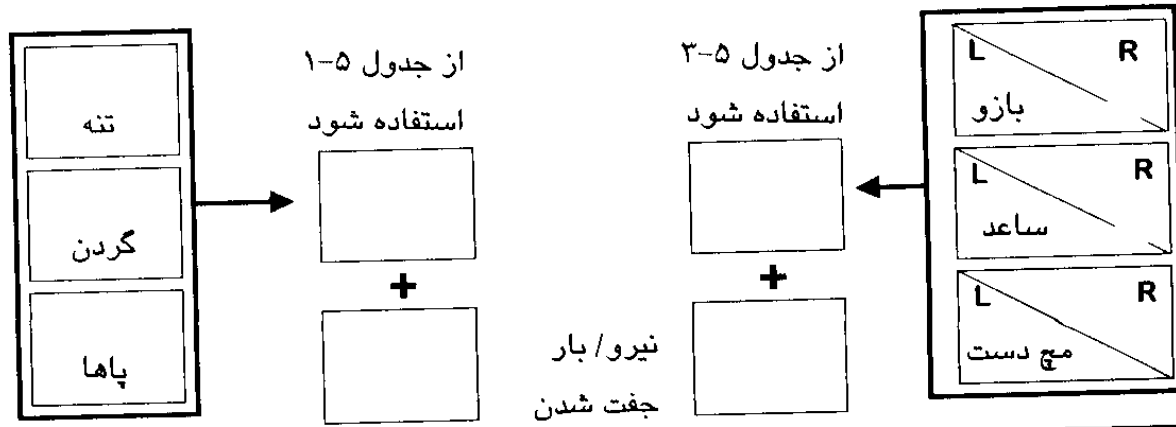 از جدول ۵-۳
استفاده شود
از جدول ۵-۱
استفاده شود
L R
بازو
L R
ساعد
L R
مچ دست
تنه
گردن
پاها
+
+
نیرو/ بار
جفت شدن